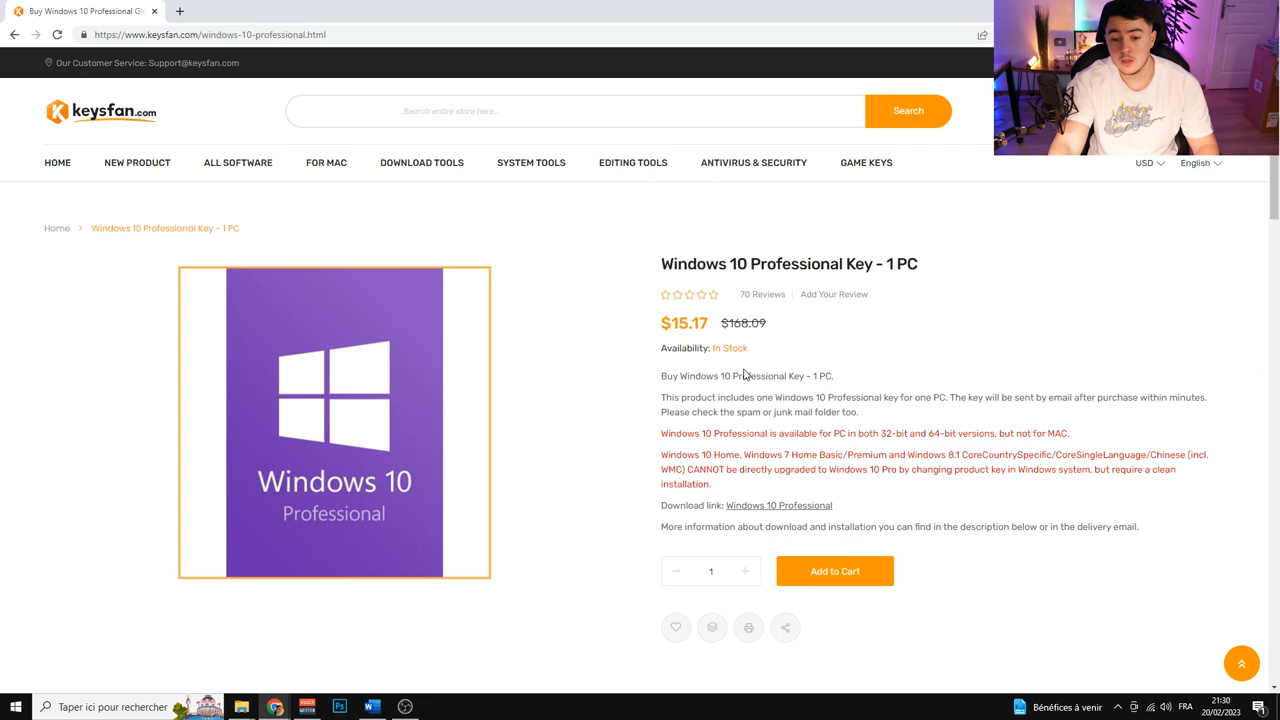 Buy Windows 10 Professional Glo
https://www.keysfan.com/windows-10-professional.html
Our Customer Service: Support@keysfan.com
keysfan.com
Search entire store here...
Search
HOME
NEW PRODUCT
ALL SOFTWARE
FOR MAC
DOWNLOAD TOOLS
SYSTEM TOOLS
EDITING TOOLS
ANTIVIRUS & SECURITY
GAME KEYS
USD
English
Home > Windows 10 Professional Key - 1 PC
Windows 10
Professional
Windows 10 Professional Key - 1 PC
70 Reviews
Add Your Review
$15.17 $168.09
Availability: In Stock
Buy Windows 10 Professional Key - 1 PC.
This product includes one Windows 10 Professional key for one PC. The key will be sent by email after purchase within minutes.
Please check the spam or junk mail folder too.
Windows 10 Professional is available for PC in both 32-bit and 64-bit versions, but not for MAC.
Windows 10 Home, Windows 7 Home Basic/Premium and Windows 8.1 CoreCountrySpecific/CoreSingleLanguage/Chinese (incl.
WMC) CANNOT be directly upgraded to Windows 10 Pro by changing product key in Windows system, but require a clean
installation.
Download link: Windows 10 Professional
More information about download and installation you can find in the description below or in the delivery email.
1
Add to Cart
Taper ici pour rechercher
Bénéfices à venir
FRA
21:30
20/02/2023